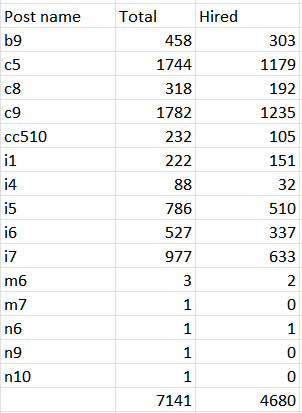 Post name Total Hired
b9 458 303
c5 1744 1179
c8 318 192
c9 1782 1235
cc510 232 105
i1 222 151
i4 88 32
i5 786 510
i6 527 337
i7 977 633
m6 3 2
m7 1 0
n6 1 1
n9 1 0
n10 1 0
7141 4680